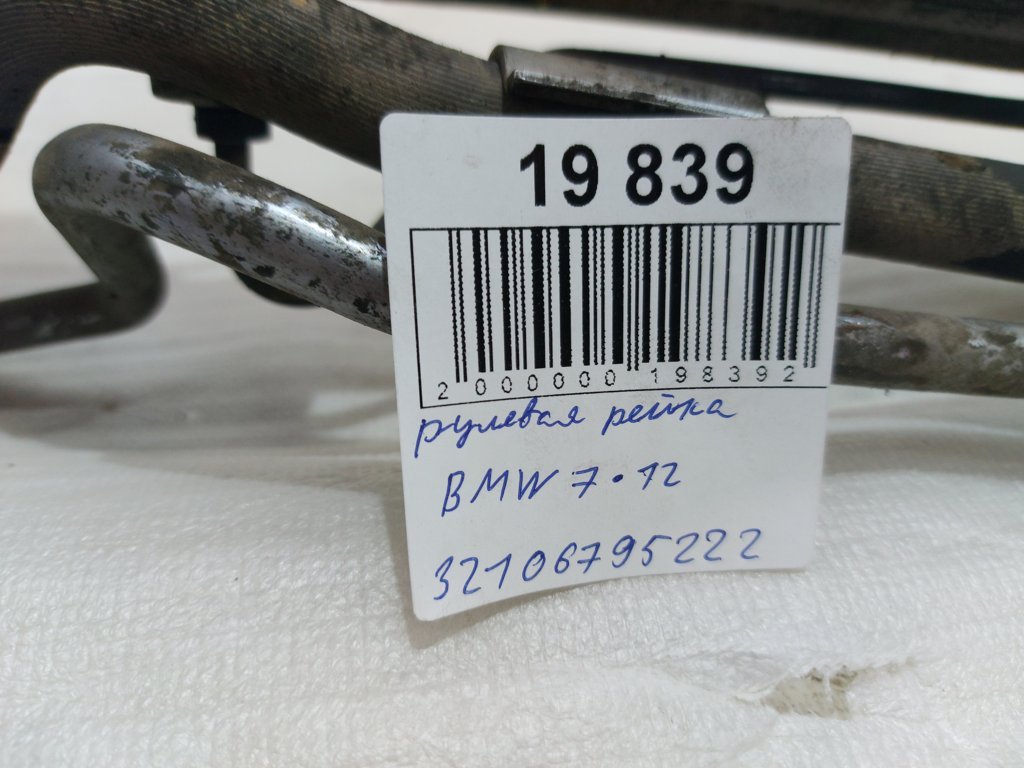 19 839
2 000000 198392
рулевая рейка
BMW 7·12
32106795222